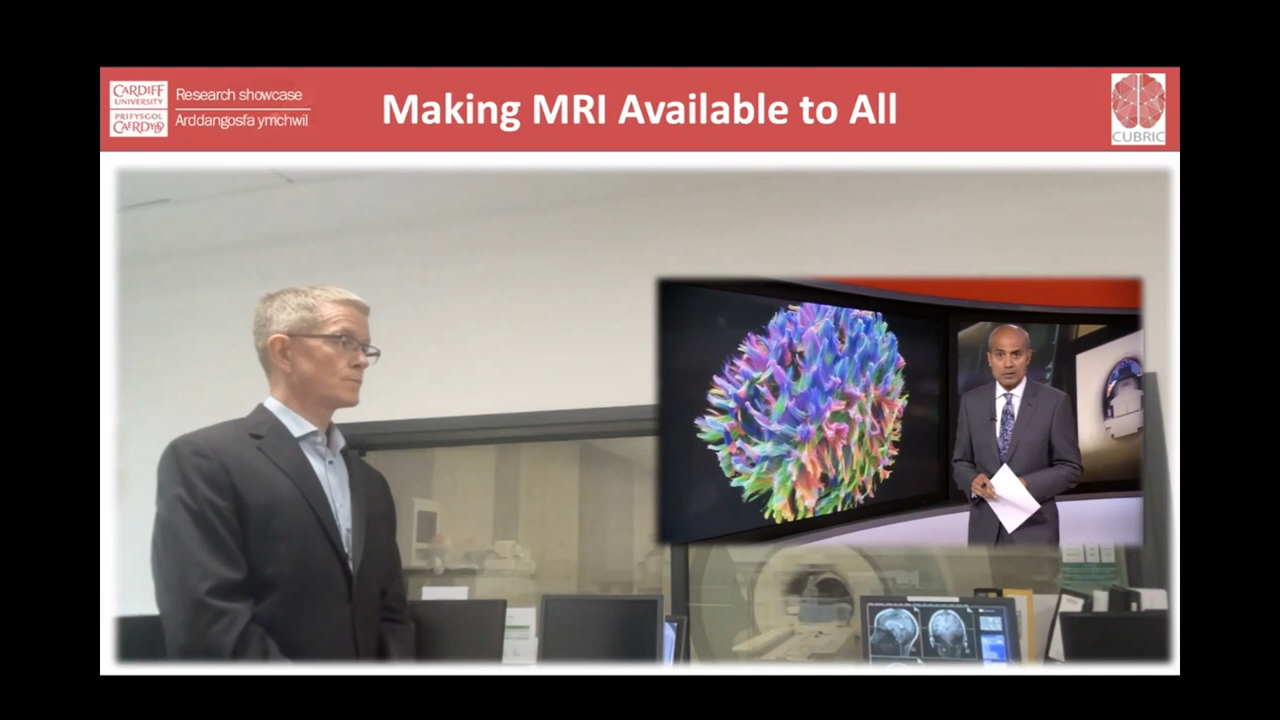 CARDIFF
UNIVERSITY
PRIFYSGOL
CAERDYDD
Research showcase
Arddangosfa ymchwil
Making MRI Available to All
CUBRIC